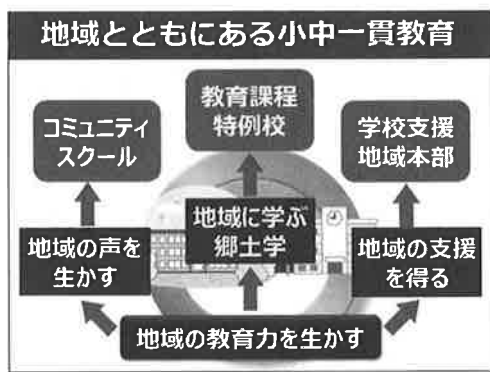 地域とともにある小中一貫教育
教育課程
特例校
コミュニティ
スクール
学校支援
地域本部
地域の声を
生かす
地域に学ぶ
郷土学
地域の支援
を得る
地域の教育力を生かす